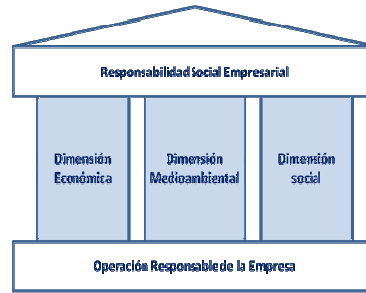 Responsabilidad Social Empresarial
Dimensión
Económica
Dimensión
Medioambiental
Dimensión
social
Operación Responsable de la Empresa